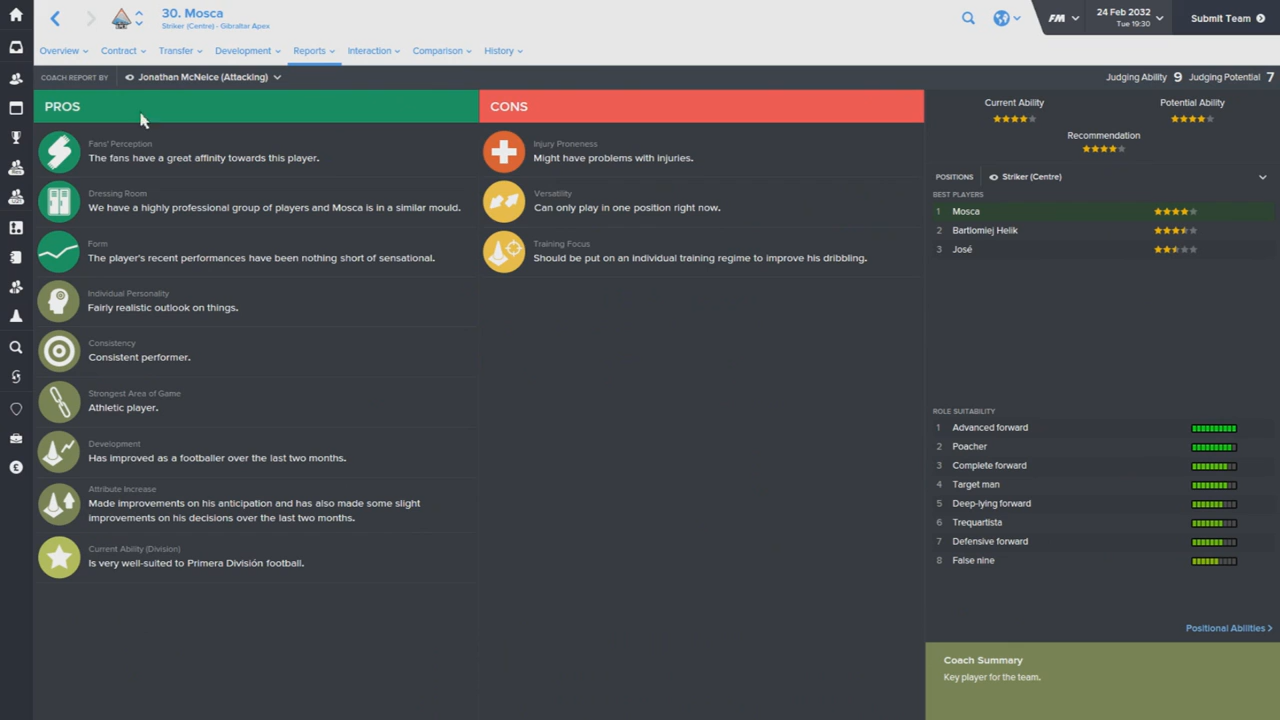 30. Mosca
Striker (Centre) - Gibraltar Apex
FM
24 Feb 2032
Tue 19:30
Submit Team
Overview
Contract
Transfer
Development
Reports
Interaction
Comparison
History
COACH REPORT BY
Jonathan McNeice (Attacking)
Judging Ability 9 Judging Potential 7
PROS
Fans' Perception
The fans have a great affinity towards this player.
Dressing Room
We have a highly professional group of players and Mosca is in a similar mould.
Form
The player's recent performances have been nothing short of sensational.
Individual Personality
Fairly realistic outlook on things.
Consistency
Consistent performer.
Strongest Area of Game
Athletic player.
Development
Has improved as a footballer over the last two months.
Attribute Increase
Made improvements on his anticipation and has also made some slight
improvements on his decisions over the last two months.
Current Ability (Division)
Is very well-suited to Primera División football.
CONS
Injury Proneness
Might have problems with injuries.
Versatility
Can only play in one position right now.
Training Focus
Should be put on an individual training regime to improve his dribbling.
Current Ability
Potential Ability
Recommendation
POSITIONS
Striker (Centre)
BEST PLAYERS
1 Mosca
2 Bartlomiej Helik
3 José
ROLE SUITABILITY
1 Advanced forward
2 Poacher
3 Complete forward
4 Target man
5 Deep-lying forward
6 Trequartista
7 Defensive forward
8 False nine
Positional Abilities >
Coach Summary
Key player for the team.